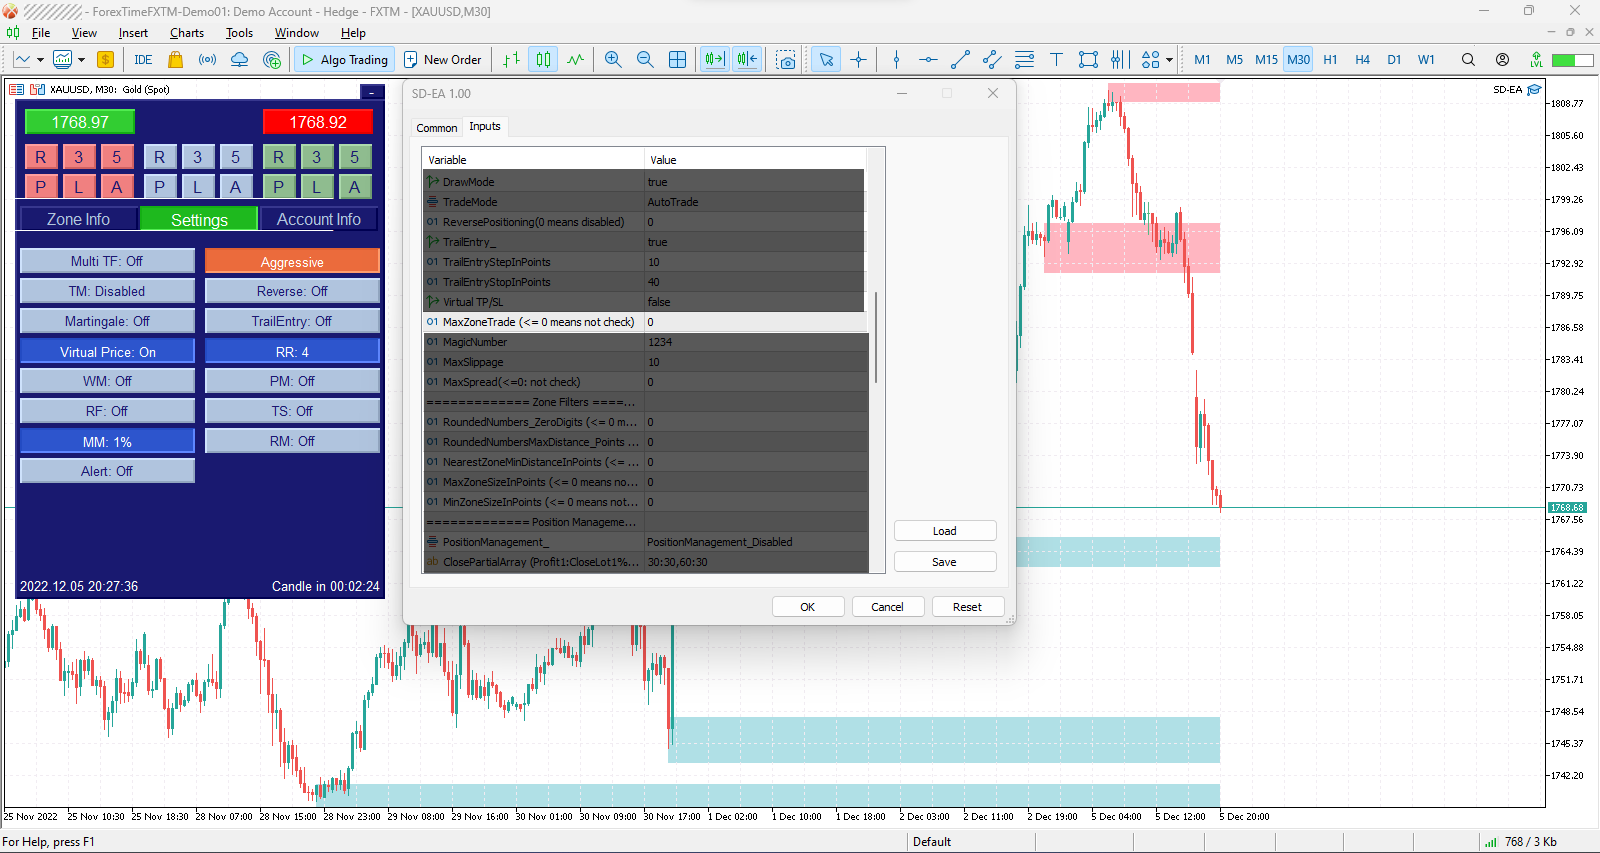 - ForexTimeFXTM-Demo01: Demo Account - Hedge - FXTM - [XAUUSD,M30]
File View Insert Charts Tools Window Help
IDE Algo Trading New Order M1 M5 M15 M30 H1 H4 D1 W1 LVL
XAUUSD, M30: Gold (Spot)
-
SD-EA
1768.97 1768.92
R 3 5 R 3 5 R 3 5
P L A P L A P L A
Zone Info Settings Account Info
Multi TF: Off Aggressive
TM: Disabled Reverse: Off
Martingale: Off TrailEntry: Off
Virtual Price: On RR: 4
WM: Off PM: Off
RF: Off TS: Off
MM: 1% RM: Off
Alert: Off
2022.12.05 20:27:36 Candle in 00:02:24
SD-EA 1.00
Common Inputs
Variable Value
DrawMode true
TradeMode AutoTrade
01 ReversePositioning(0 means disabled) 0
TrailEntry_ true
01 TrailEntryStepInPoints 10
01 TrailEntryStopInPoints 40
Virtual TP/SL false
01 MaxZoneTrade (<= 0 means not check) 0
01 MagicNumber 1234
01 MaxSlippage 10
01 MaxSpread(<=0: not check) 0
============= Zone Filters ====...
01 RoundedNumbers_ZeroDigits (<= 0 m... 0
01 RoundedNumbersMaxDistance_Points ... 0
01 NearestZoneMinDistanceInPoints (<= ... 0
01 MaxZoneSizeInPoints (<= 0 means no... 0
01 MinZoneSizeInPoints (<= 0 means not... 0
============= Position Manageme...
PositionManagement_ PositionManagement_Disabled
ab ClosePartialArray (Profit1:CloseLot1%... 30:30,60:30
Load
Save
OK Cancel Reset
1808.77
1805.60
1802.43
1799.26
1796.09
1792.92
1789.75
1786.58
1783.41
1780.24
1777.07
1773.90
1770.73
1768.68
1767.56
1764.39
1761.22
1758.05
1754.88
1751.71
1748.54
1745.37
1742.20
25 Nov 2022 25 Nov 10:30 25 Nov 18:30 28 Nov 07:00 28 Nov 15:00 28 Nov 23:00 29 Nov 08:00 29 Nov 16:30 30 Nov 01:00 30 Nov 09:00 30 Nov 17:00 1 Dec 02:00 1 Dec 10:00 1 Dec 18:00 2 Dec 03:00 2 Dec 11:00 2 Dec 19:00 5 Dec 04:00 5 Dec 12:00 5 Dec 20:00
For Help, press F1 Default 768 / 3 Kb